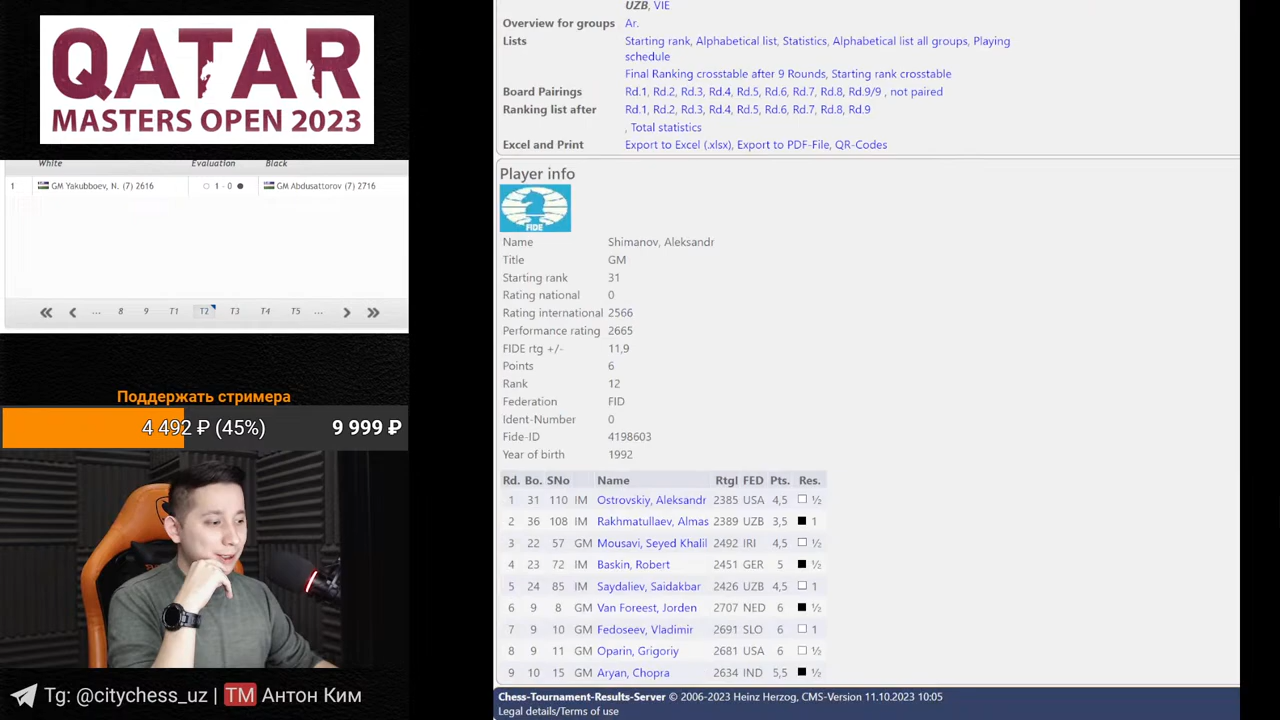 QATAR
MASTERS OPEN 2023
White Evaluation Black
1 GM Yakubboev, N. (7) 2616 1 - 0 GM Abdusattorov (7) 2716
... 8 9 T1 T2 T3 T4 T5 ...
Поддержать стримера
4 492 ₽ (45%) 9 999 ₽
Tg: @citychess_uz | TM Антон Ким
UZB, VIE
Overview for groups Ar.
Lists Starting rank, Alphabetical list, Statistics, Alphabetical list all groups, Playing
schedule
Final Ranking crosstable after 9 Rounds, Starting rank crosstable
Board Pairings Rd.1, Rd.2, Rd.3, Rd.4, Rd.5, Rd.6, Rd.7, Rd.8, Rd.9/9 , not paired
Ranking list after Rd.1, Rd.2, Rd.3, Rd.4, Rd.5, Rd.6, Rd.7, Rd.8, Rd.9
, Total statistics
Excel and Print Export to Excel (.xlsx), Export to PDF-File, QR-Codes
Player info
FIDE
Name Shimanov, Aleksandr
Title GM
Starting rank 31
Rating national 0
Rating international 2566
Performance rating 2665
FIDE rtg +/- 11,9
Points 6
Rank 12
Federation FID
Ident-Number 0
Fide-ID 4198603
Year of birth 1992
Rd. Bo. SNo Name RtgI FED Pts. Res.
1 31 110 IM Ostrovskiy, Aleksandr 2385 USA 4,5 ½
2 36 108 IM Rakhmatullaev, Almas 2389 UZB 3,5 1
3 22 57 GM Mousavi, Seyed Khalil 2492 IRI 4,5 ½
4 23 72 IM Baskin, Robert 2451 GER 5 ½
5 24 85 IM Saydaliev, Saidakbar 2426 UZB 4,5 1
6 9 8 GM Van Foreest, Jorden 2707 NED 6 ½
7 9 10 GM Fedoseev, Vladimir 2691 SLO 6 1
8 9 11 GM Oparin, Grigoriy 2681 USA 6 ½
9 10 15 GM Aryan, Chopra 2634 IND 5,5 ½
Chess-Tournament-Results-Server © 2006-2023 Heinz Herzog, CMS-Version 11.10.2023 10:05
Legal details/Terms of use